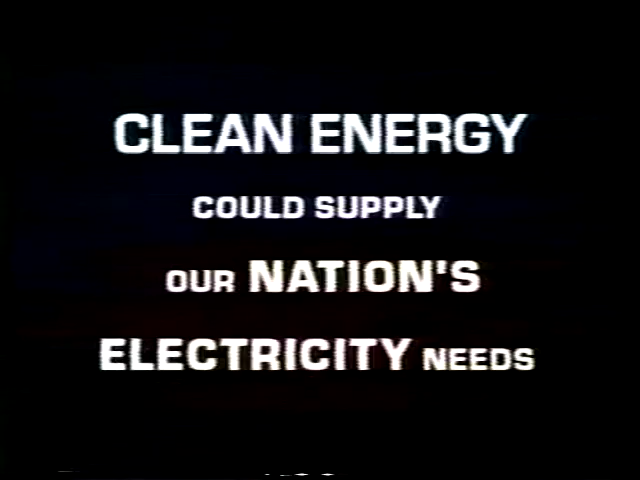 CLEAN ENERGY
COULD SUPPLY
OUR NATION'S
ELECTRICITY NEEDS